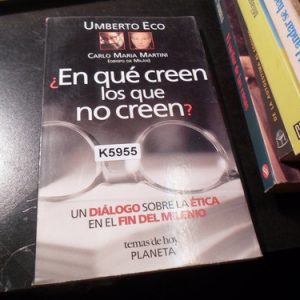 UMBERTO ECO
CARLO MARIA MARTINI
(OBISPO DE MILÁN)
¿En qué creen
los que
no creen?
K5955
UN DIÁLOGO SOBRE LA ÉTICA
EN EL FIN DEL MILENIO
temas de hoy
PLANETA